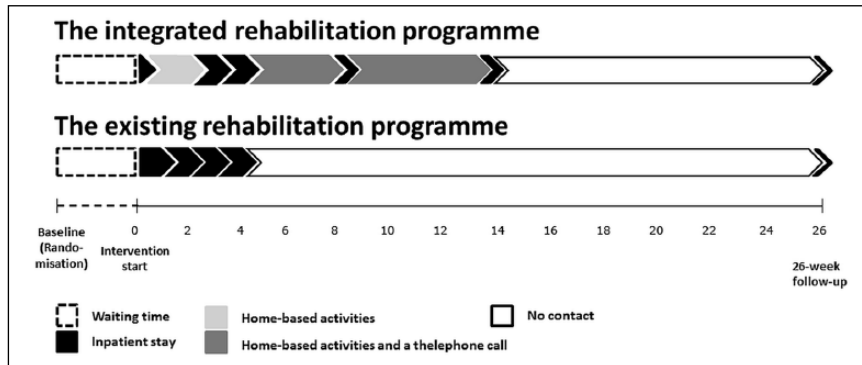 The integrated rehabilitation programme
The existing rehabilitation programme
0 2 4 6 8 10 12 14 16 18 20 22 24 26
Baseline
(Rando-
misation)
Intervention
start
26-week
follow-up
Waiting time
Home-based activities
No contact
Inpatient stay
Home-based activities and a thelephone call